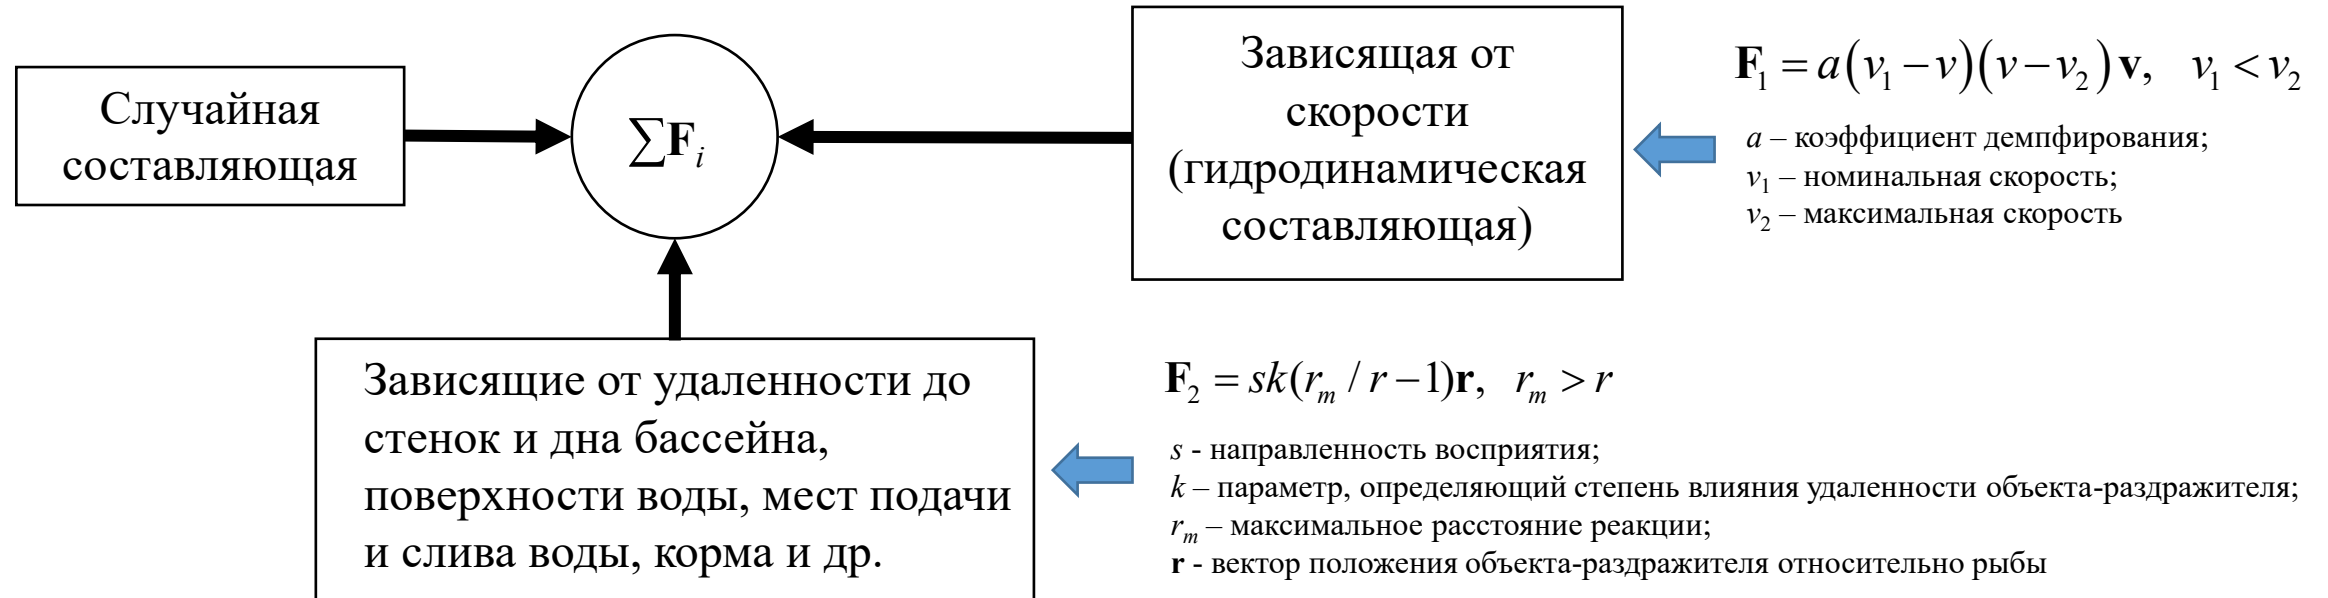 Случайная
составляющая
∑F_i
Зависящая от
скорости
(гидродинамическая
составляющая)
F_1 = a(v_1 – v)(v – v_2)v, v_1 < v_2
a – коэффициент демпфирования;
v_1 – номинальная скорость;
v_2 – максимальная скорость
Зависящие от удаленности до
стенок и дна бассейна,
поверхности воды, мест подачи
и слива воды, корма и др.
F_2 = sk(r_m / r – 1)r, r_m > r
s - направленность восприятия;
k – параметр, определяющий степень влияния удаленности объекта-раздражителя;
r_m – максимальное расстояние реакции;
r - вектор положения объекта-раздражителя относительно рыбы